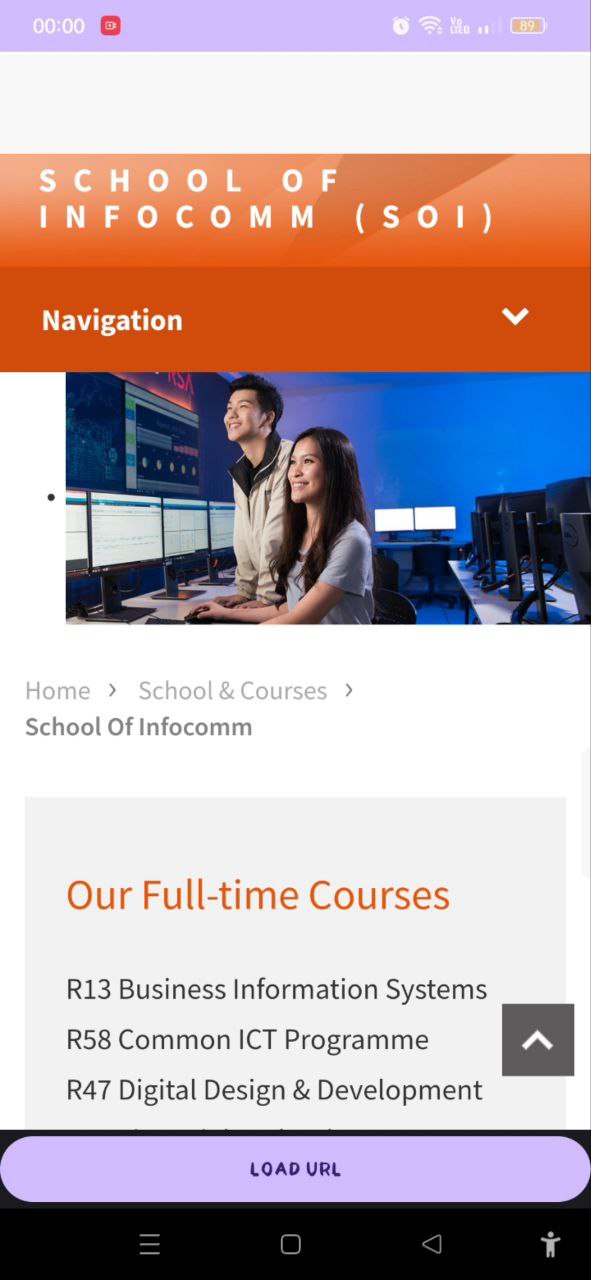 00:00
Vo
LTE
89
SCHOOL OF
INFOCOMM (SOI)
Navigation
RSA
Home > School & Courses >
School Of Infocomm
Our Full-time Courses
R13 Business Information Systems
R58 Common ICT Programme
R47 Digital Design & Development
LOAD URL